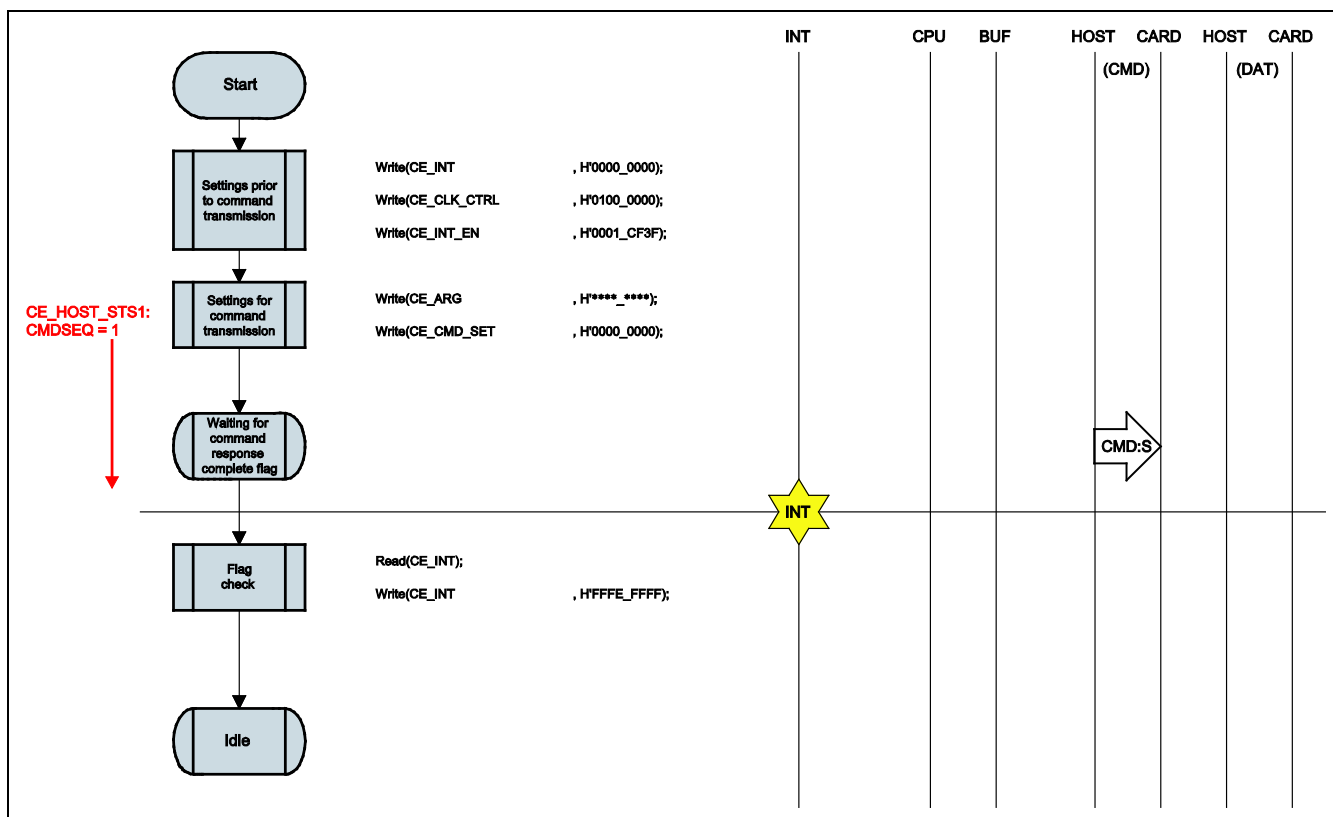 INT CPU BUF HOST CARD HOST CARD
(CMD) (DAT)
Start
Settings prior
to command
transmission
Write(CE_INT , H'0000_0000);
Write(CE_CLK_CTRL , H'0100_0000);
Write(CE_INT_EN , H'0001_CF3F);
CE_HOST_STS1:
CMDSEQ = 1
Settings for
command
transmission
Write(CE_ARG , H'****_****);
Write(CE_CMD_SET , H'0000_0000);
Waiting for
command
response
complete flag
CMD:S
INT
Flag
check
Read(CE_INT);
Write(CE_INT , H'FFFE_FFFF);
Idle